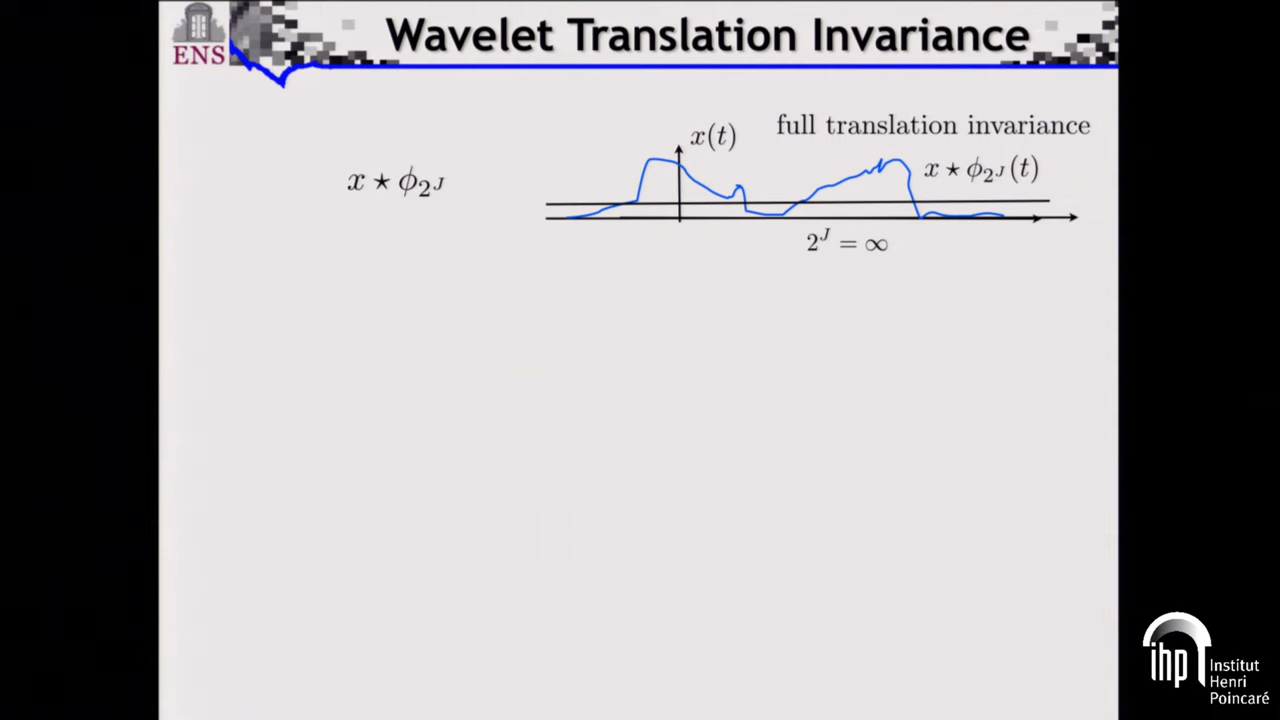 ENS
Wavelet Translation Invariance
full translation invariance
x(t)
x ⋆ ϕ_{2^J}
x ⋆ ϕ_{2^J}(t)
2^J = ∞
ihp
Institut
Henri
Poincaré